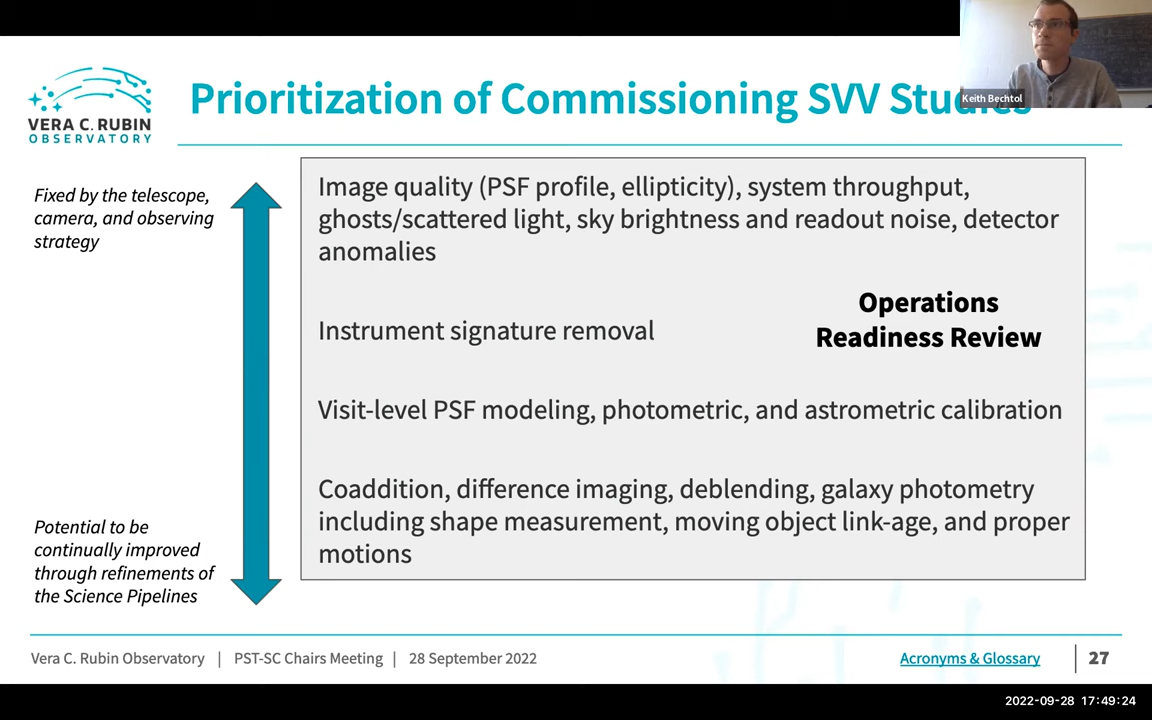 Prioritization of Commissioning SVV Studies
Keith Bechtol
VERA C. RUBIN
OBSERVATORY
Fixed by the telescope,
camera, and observing
strategy
Image quality (PSF profile, ellipticity), system throughput,
ghosts/scattered light, sky brightness and readout noise, detector
anomalies
Operations
Readiness Review
Instrument signature removal
Visit-level PSF modeling, photometric, and astrometric calibration
Coaddition, difference imaging, deblending, galaxy photometry
including shape measurement, moving object link-age, and proper
motions
Potential to be
continually improved
through refinements of
the Science Pipelines
Vera C. Rubin Observatory | PST-SC Chairs Meeting | 28 September 2022
Acronyms & Glossary
27
2022-09-28 17:49:24